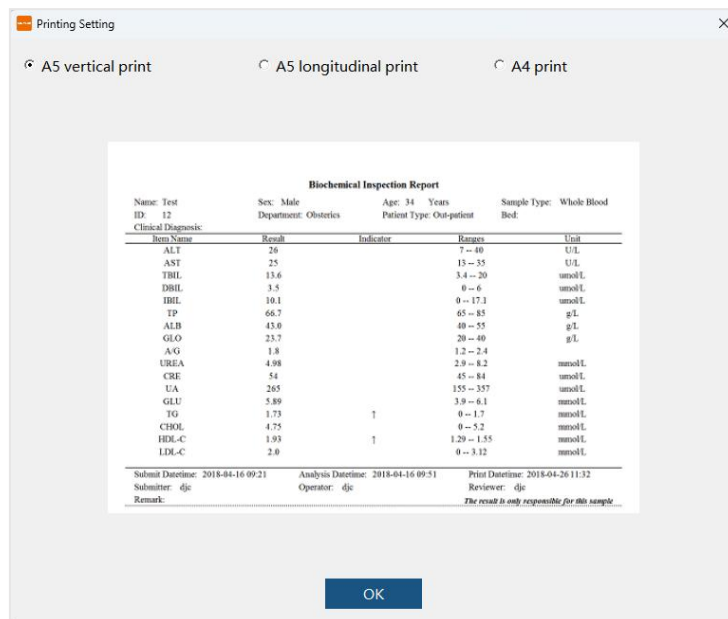 Printing Setting
A5 vertical print A5 longitudinal print A4 print
Biochemical Inspection Report
Name: Test Sex: Male Age: 34 Years Sample Type: Whole Blood
ID: 12 Department: Obsterics Patient Type: Out-patient Bed:
Clinical Diagnosis:
Item Name Result Indicator Ranges Unit
ALT 26 7 -- 40 U/L
AST 25 13 -- 35 U/L
TBIL 13.6 3.4 -- 20 umol/L
DBIL 3.5 0 -- 6 umol/L
IBIL 10.1 0 -- 17.1 umol/L
TP 66.7 65 -- 85 g/L
ALB 43.0 40 -- 55 g/L
GLO 23.7 20 -- 40 g/L
A/G 1.8 1.2 -- 2.4
UREA 4.98 2.9 -- 8.2 mmol/L
CRE 54 45 -- 84 umol/L
UA 265 155 -- 357 umol/L
GLU 5.89 3.9 -- 6.1 mmol/L
TG 1.73 ↑ 0 -- 1.7 mmol/L
CHOL 4.75 0 -- 5.2 mmol/L
HDL-C 1.93 ↑ 1.29 -- 1.55 mmol/L
LDL-C 2.0 0 -- 3.12 mmol/L
Submit Datetime: 2018-04-16 09:21 Analysis Datetime: 2018-04-16 09:51 Print Datetime: 2018-04-26 11:32
Submitter: djc Operator: djc Reviewer: djc
Remark: The result is only responsible for this sample
OK